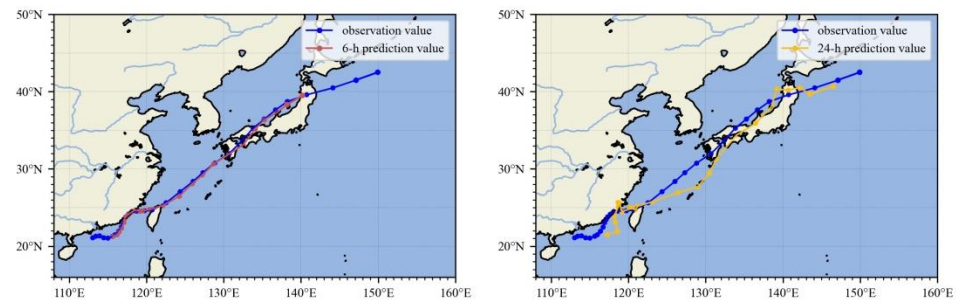 50°N
40°N
30°N
20°N
110°E 120°E 130°E 140°E 150°E 160°E
observation value
6-h prediction value
50°N
40°N
30°N
20°N
110°E 120°E 130°E 140°E 150°E 160°E
observation value
24-h prediction value